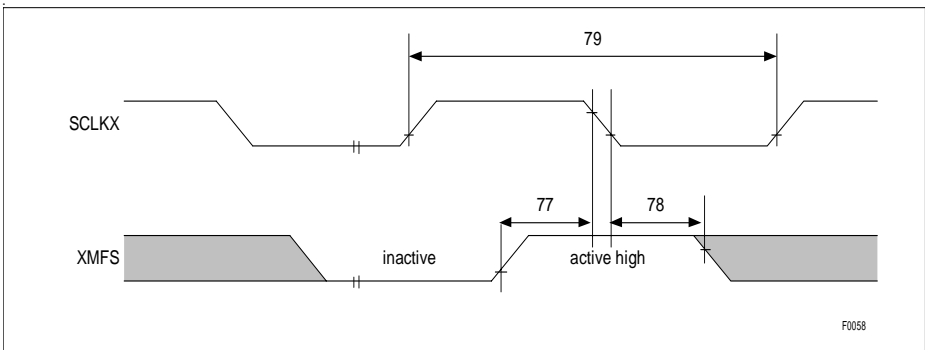 79
SCLKX
77
78
XMFS
inactive
active high
F0058